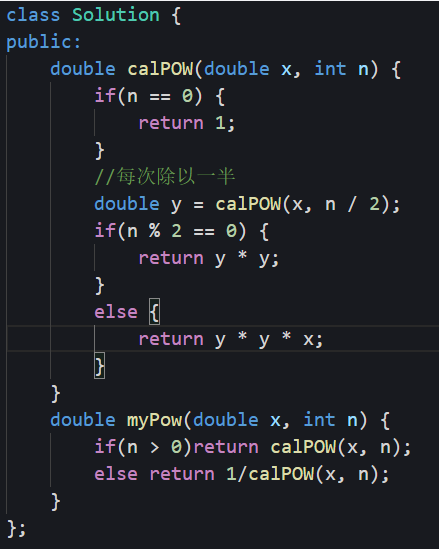 class Solution {
public:
    double calPOW(double x, int n) {
        if(n == 0) {
            return 1;
        }
        //每次除以一半
        double y = calPOW(x, n / 2);
        if(n % 2 == 0) {
            return y * y;
        }
        else {
            return y * y * x;
        }
    }
    double myPow(double x, int n) {
        if(n > 0)return calPOW(x, n);
        else return 1/calPOW(x, n);
    }
};